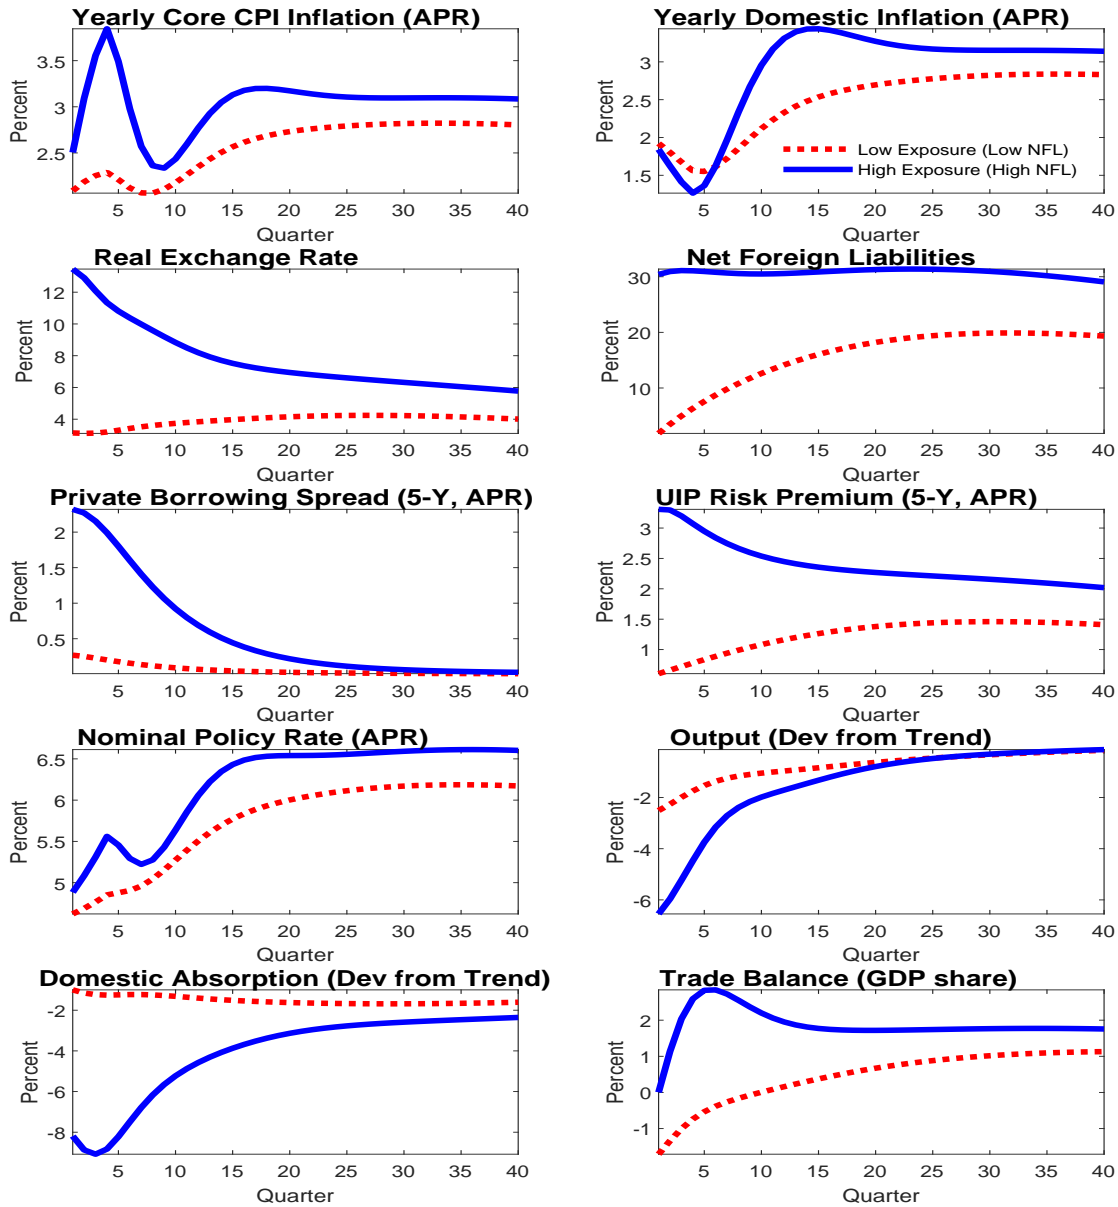 Yearly Core CPI Inflation (APR)
Percent
3.5
3
2.5
5 10 15 20 25 30 35 40
Quarter
Yearly Domestic Inflation (APR)
Percent
3
2.5
2
1.5
Low Exposure (Low NFL)
High Exposure (High NFL)
5 10 15 20 25 30 35 40
Quarter
Real Exchange Rate
Percent
12
10
8
6
4
5 10 15 20 25 30 35 40
Quarter
Net Foreign Liabilities
Percent
30
20
10
5 10 15 20 25 30 35 40
Quarter
Private Borrowing Spread (5-Y, APR)
Percent
2
1.5
1
0.5
5 10 15 20 25 30 35 40
Quarter
UIP Risk Premium (5-Y, APR)
Percent
3
2.5
2
1.5
1
5 10 15 20 25 30 35 40
Quarter
Nominal Policy Rate (APR)
Percent
6.5
6
5.5
5
5 10 15 20 25 30 35 40
Quarter
Output (Dev from Trend)
Percent
-2
-4
-6
5 10 15 20 25 30 35 40
Quarter
Domestic Absorption (Dev from Trend)
Percent
-2
-4
-6
-8
5 10 15 20 25 30 35 40
Quarter
Trade Balance (GDP share)
Percent
2
1
0
-1
5 10 15 20 25 30 35 40
Quarter